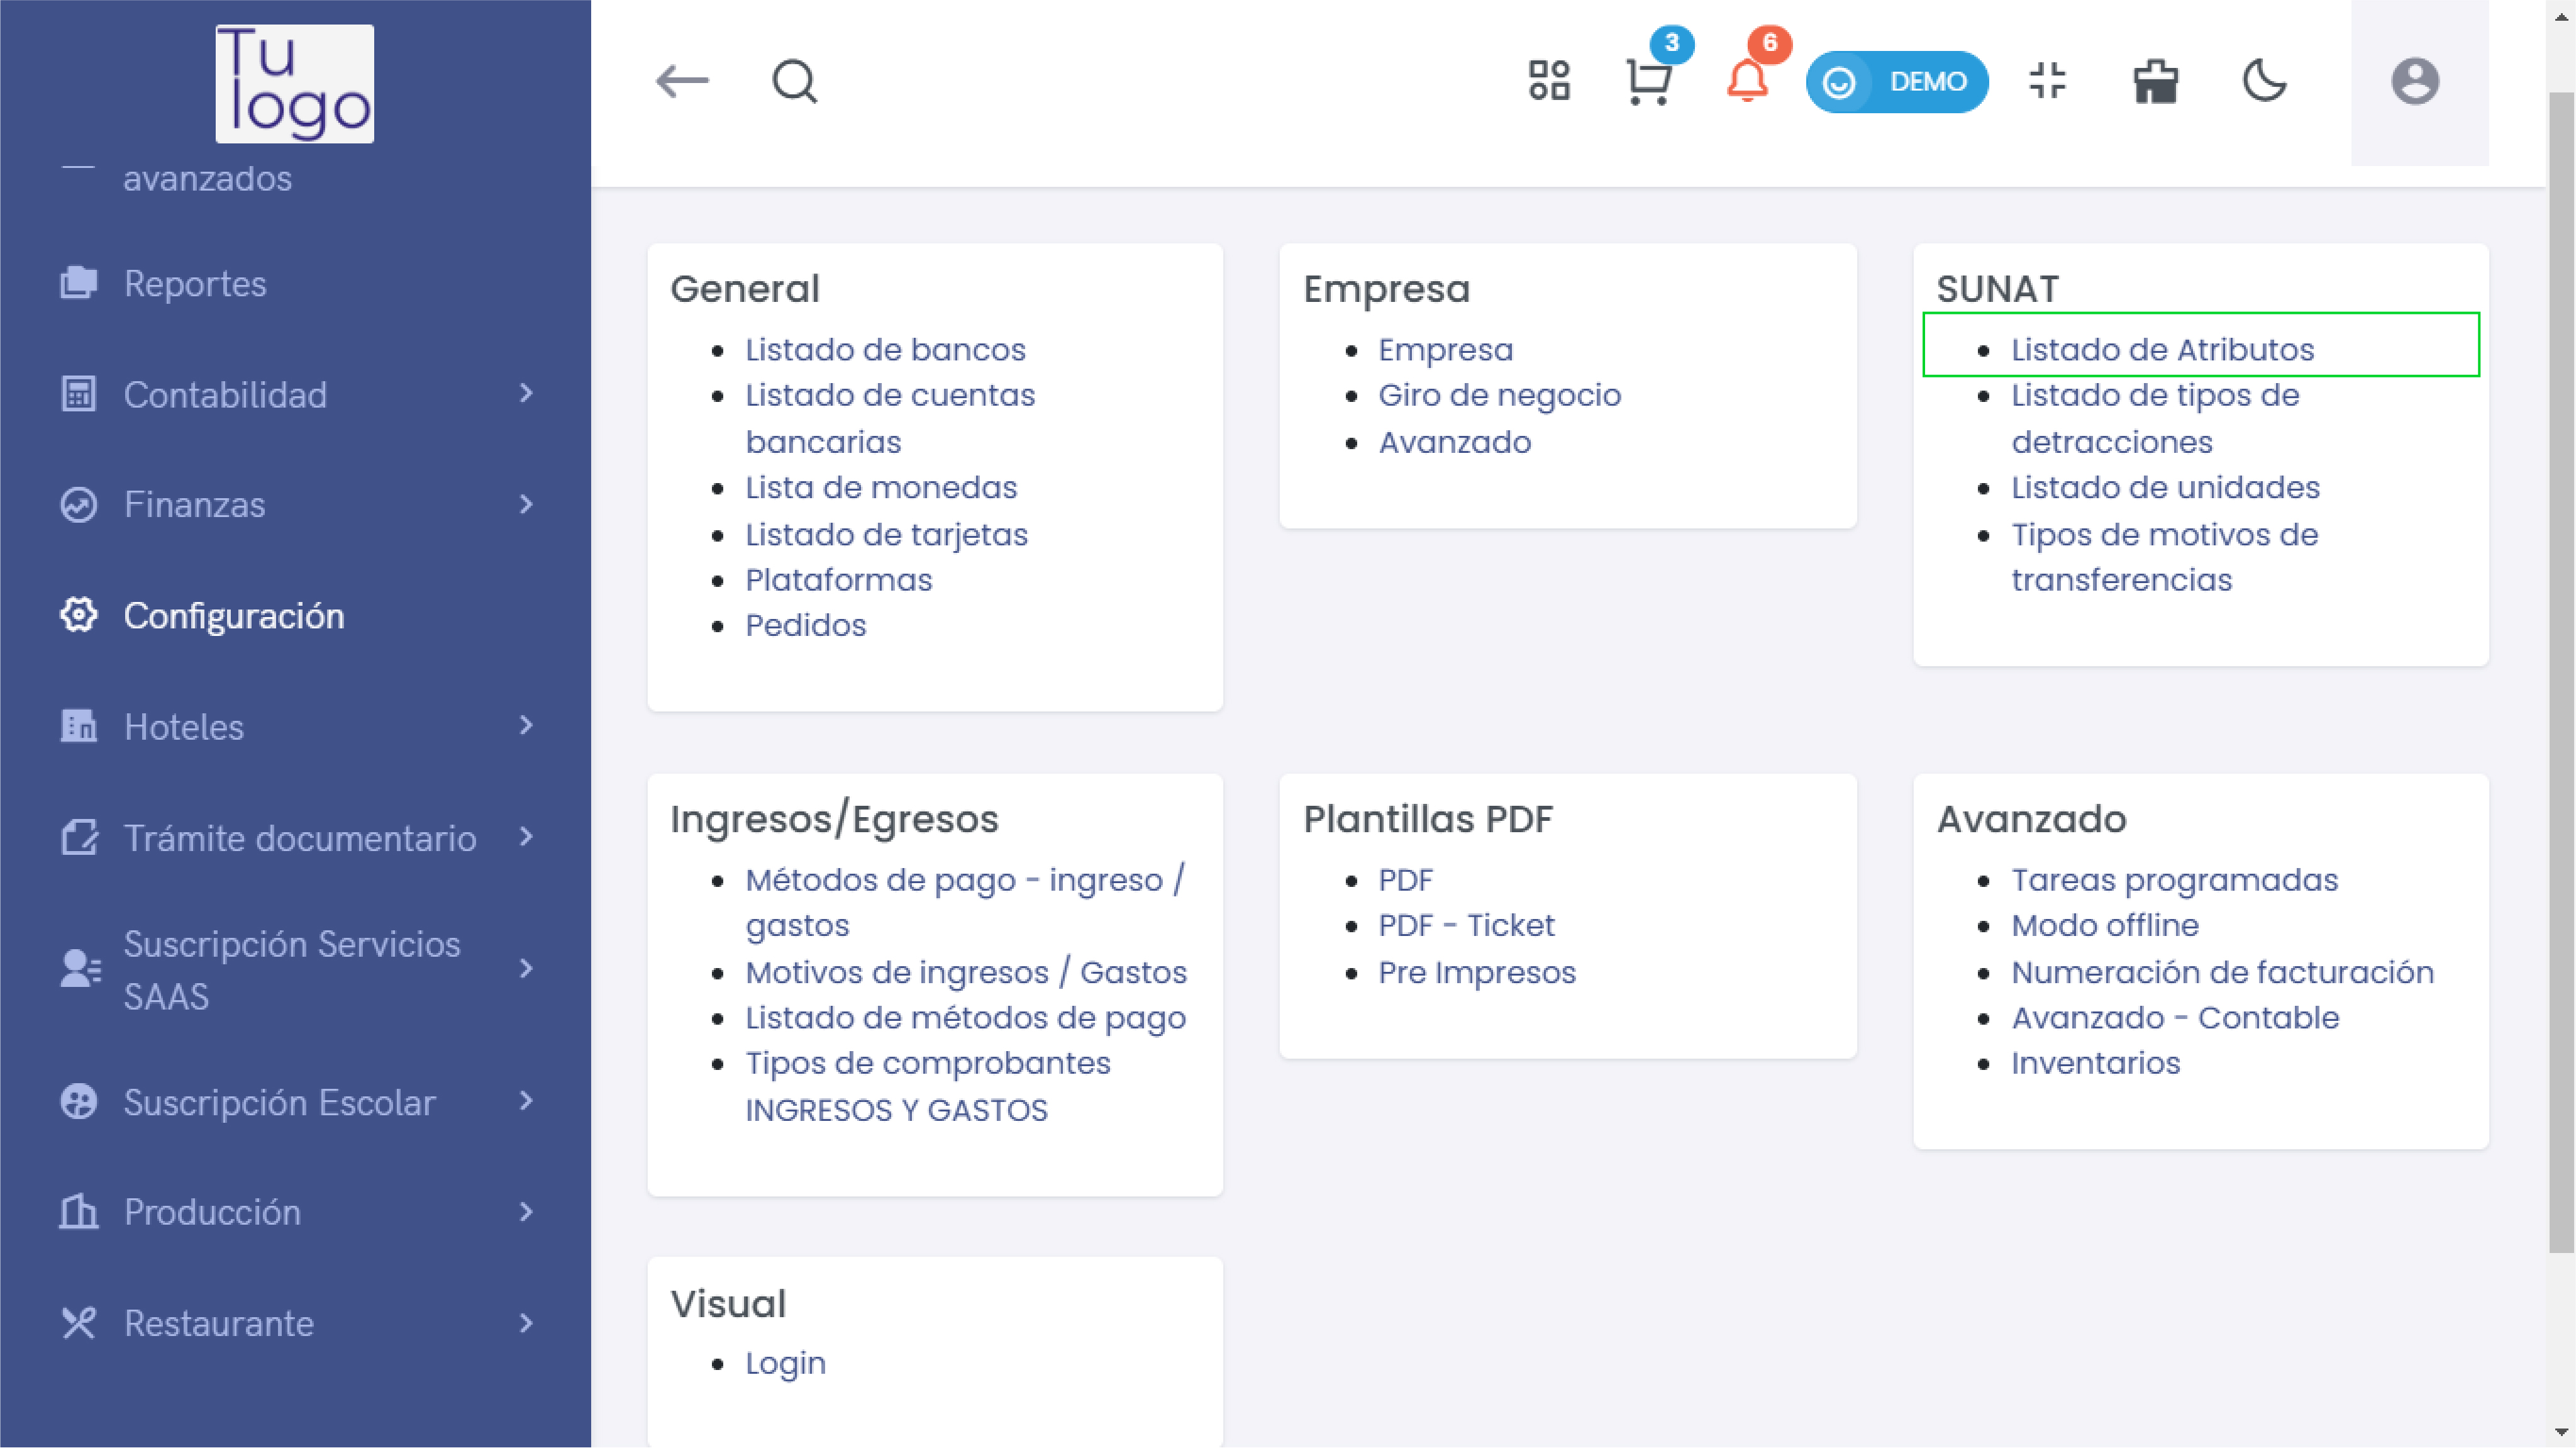 Tu
logo
avanzados
Reportes
Contabilidad
Finanzas
Configuración
Hoteles
Trámite documentario
Suscripción Servicios
SAAS
Suscripción Escolar
Producción
Restaurante
3
6
DEMO
General
Listado de bancos
Listado de cuentas
bancarias
Lista de monedas
Listado de tarjetas
Plataformas
Pedidos
Empresa
Empresa
Giro de negocio
Avanzado
SUNAT
Listado de Atributos
Listado de tipos de
detracciones
Listado de unidades
Tipos de motivos de
transferencias
Ingresos/Egresos
Métodos de pago - ingreso /
gastos
Motivos de ingresos / Gastos
Listado de métodos de pago
Tipos de comprobantes
INGRESOS Y GASTOS
Plantillas PDF
PDF
PDF - Ticket
Pre Impresos
Avanzado
Tareas programadas
Modo offline
Numeración de facturación
Avanzado - Contable
Inventarios
Visual
Login